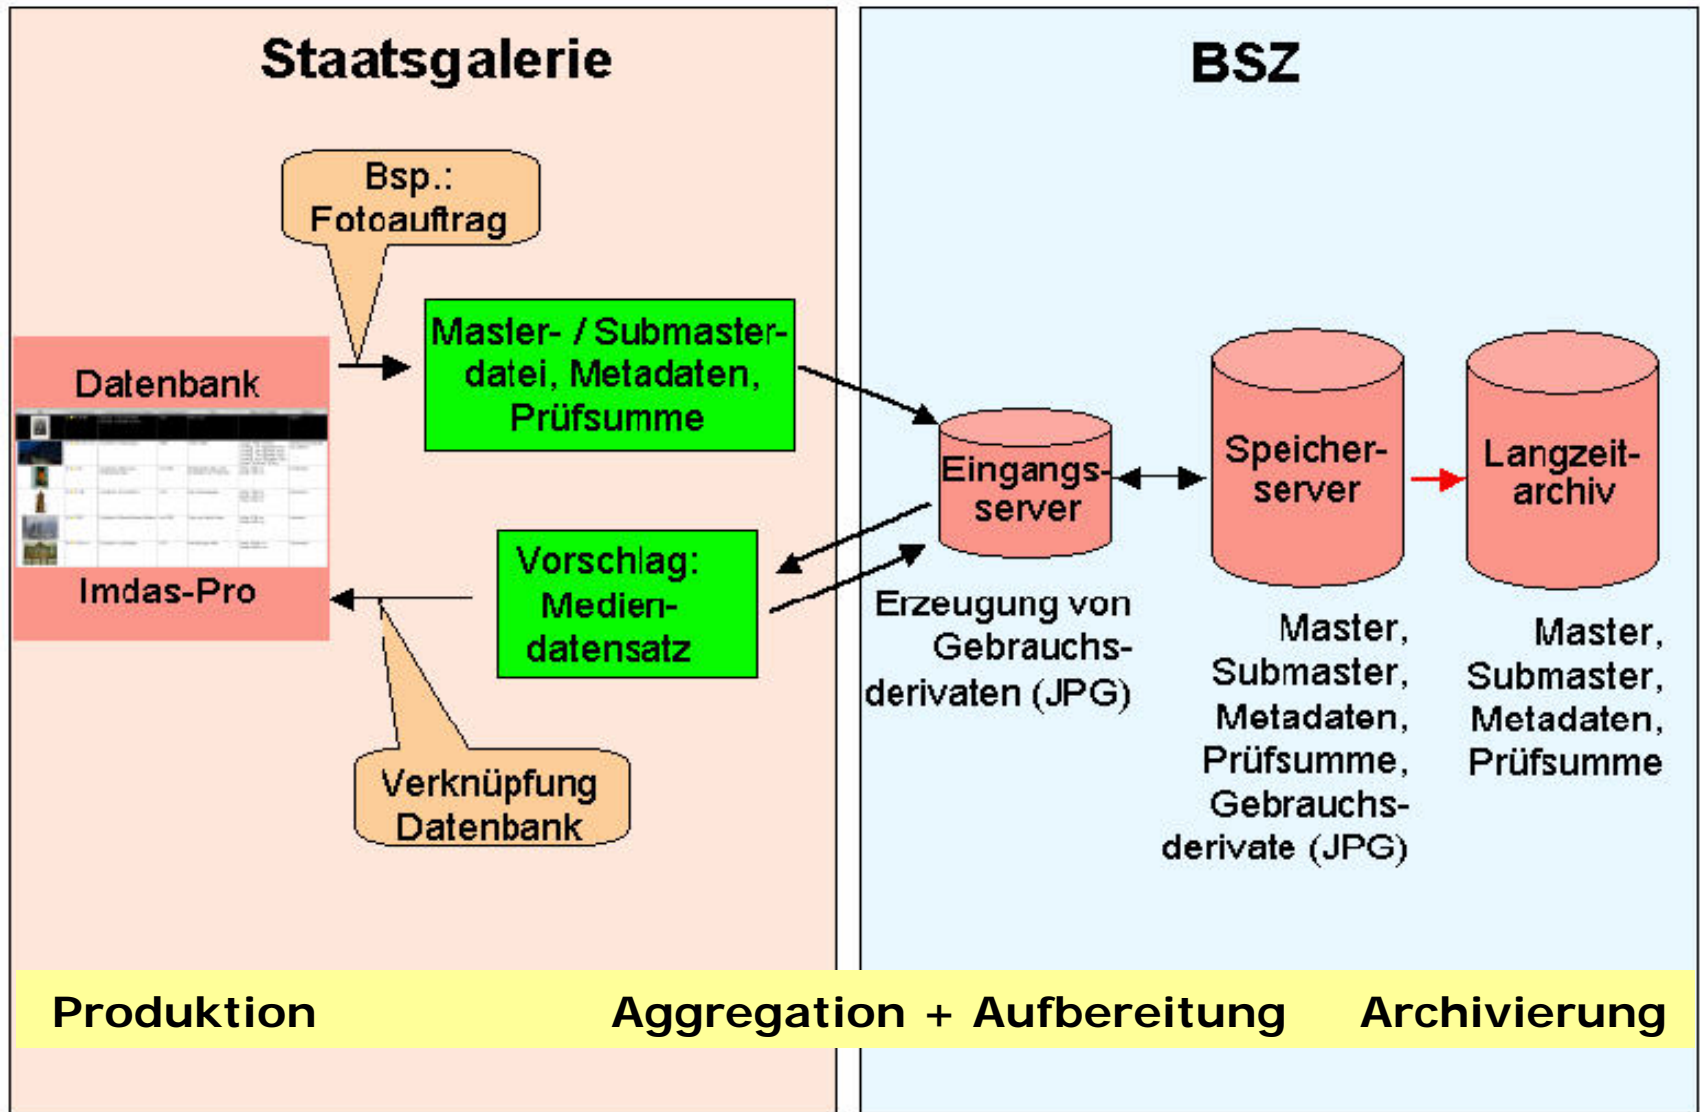 Staatsgalerie
Bsp.:
Fotoauftrag
Master- / Submaster-
datei, Metadaten,
Prüfsumme
Datenbank
Imdas-Pro
Vorschlag:
Medien-
datensatz
Verknüpfung
Datenbank
BSZ
Eingangs-
server
Erzeugung von
Gebrauchs-
derivaten (JPG)
Speicher-
server
Master,
Submaster,
Metadaten,
Prüfsumme,
Gebrauchs-
derivate (JPG)
Langzeit-
archiv
Master,
Submaster,
Metadaten,
Prüfsumme
Produktion Aggregation + Aufbereitung Archivierung